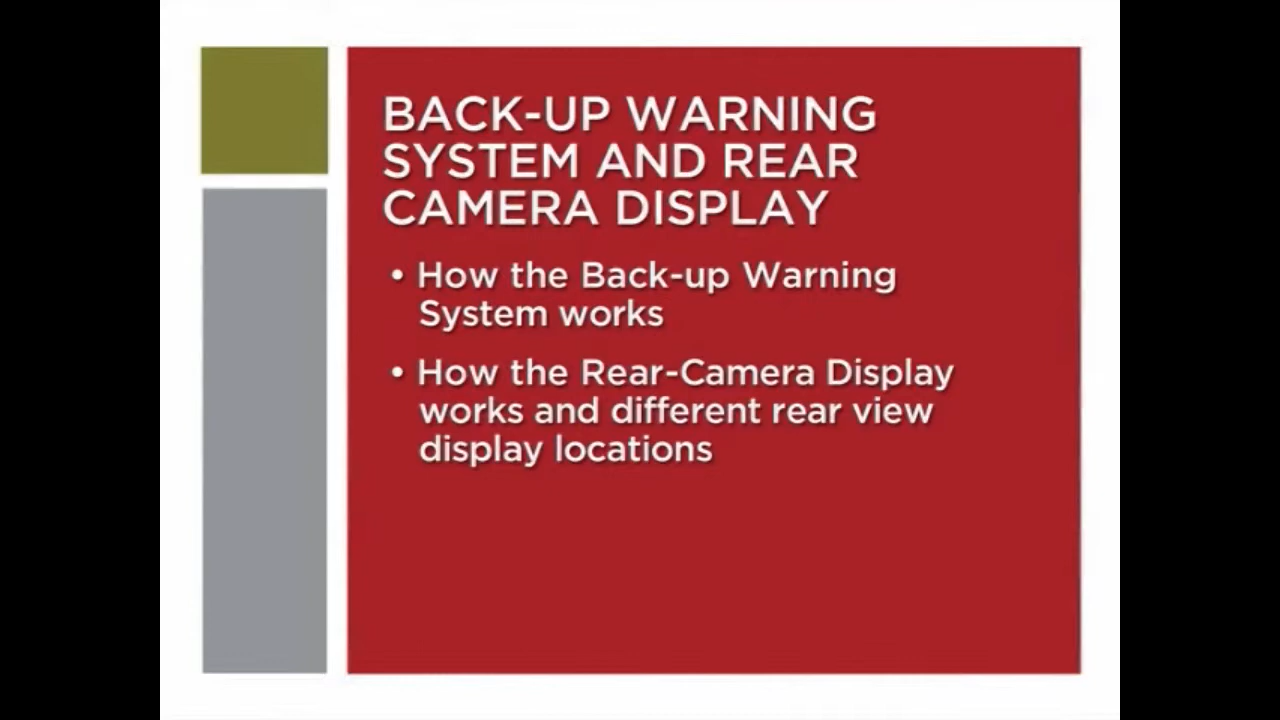 BACK-UP WARNING
SYSTEM AND REAR
CAMERA DISPLAY
• How the Back-up Warning
System works
• How the Rear-Camera Display
works and different rear view
display locations